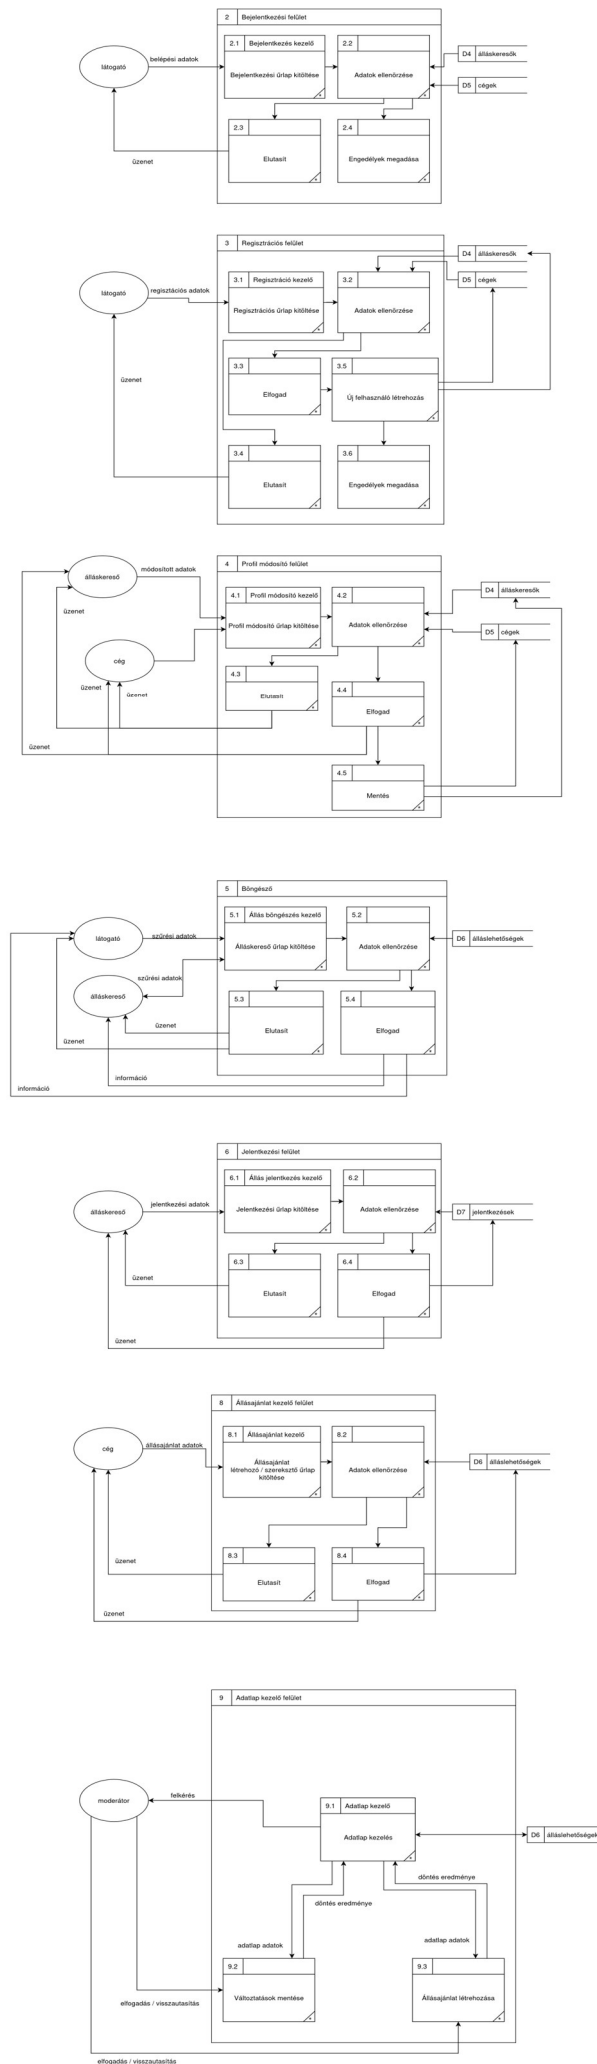 2 Bejelentkezési felület
2.1 Bejelentkezés kezelő
2.2
D4 álláskeresők
belépési adatok
látogató
Bejelentkezési űrlap kitöltése
Adatok ellenőrzése
D5 cégek
2.3
2.4
Elutasít
Engedélyek megadása
üzenet
3 Regisztrációs felület
D4 álláskeresők
3.1 Regisztráció kezelő
3.2
D5 cégek
regisztációs adatok
látogató
Regisztrációs űrlap kitöltése
Adatok ellenőrzése
3.3
3.5
üzenet
Elfogad
Új felhasználó létrehozás
3.4
3.6
Elutasít
Engedélyek megadása
4 Profil módosító felület
módosított adatok
álláskereső
üzenet
4.1 Profil módosító kezelő
4.2
D4 álláskeresők
Profil módosító űrlap kitöltése
Adatok ellenőrzése
D5 cégek
cég
üzenet
üzenet
4.3
Elutasít
4.4
Elfogad
üzenet
4.5
Mentés
5 Böngésző
5.1 Állás böngészés kezelő
5.2
látogató
szűrési adatok
Álláskereső űrlap kitöltése
Adatok ellenőrzése
D6 álláslehetőségek
szűrési adatok
álláskereső
5.3
5.4
üzenet
üzenet
Elutasít
Elfogad
információ
információ
6 Jelentkezési felület
6.1 Állás jelentkezés kezelő
6.2
jelentkezési adatok
álláskereső
Jelentkezési űrlap kitöltése
Adatok ellenőrzése
D7 jelentkezések
6.3
6.4
üzenet
Elutasít
Elfogad
üzenet
8 Állásajánlat kezelő felület
8.1 Állásajánlat kezelő
8.2
cég
állásajánlat adatok
Állásajánlat
létrehozó / szereksztő űrlap
kitöltése
Adatok ellenőrzése
D6 álláslehetőségek
8.3
8.4
üzenet
Elutasít
Elfogad
üzenet
9 Adatlap kezelő felület
felkérés
moderátor
9.1 Adatlap kezelő
Adatlap kezelés
D6 álláslehetőségek
döntés eredménye
döntés eredménye
adatlap adatok
adatlap adatok
9.2
9.3
Változtatások mentése
Állásajánlat létrehozása
elfogadás / visszautasítás
elfogadás / visszautasítás